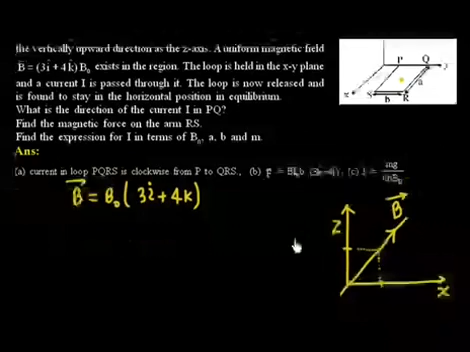 the vertically upward direction as the z-axis. A uniform magnetic field
B⃗ = (3î + 4k̂) B₀ exists in the region. The loop is held in the x-y plane
and a current I is passed through it. The loop is now released and
is found to stay in the horizontal position in equilibrium.
What is the direction of the current I in PQ?
Find the magnetic force on the arm RS.
Find the expression for I in terms of B₀, a, b and m.
Ans:
(a) current in loop PQRS is clockwise from P to QRS., (b)
(c)
mg
B⃗ = B₀ (3i + 4k)
P Q y
x S R
b a
B⃗
Z
x